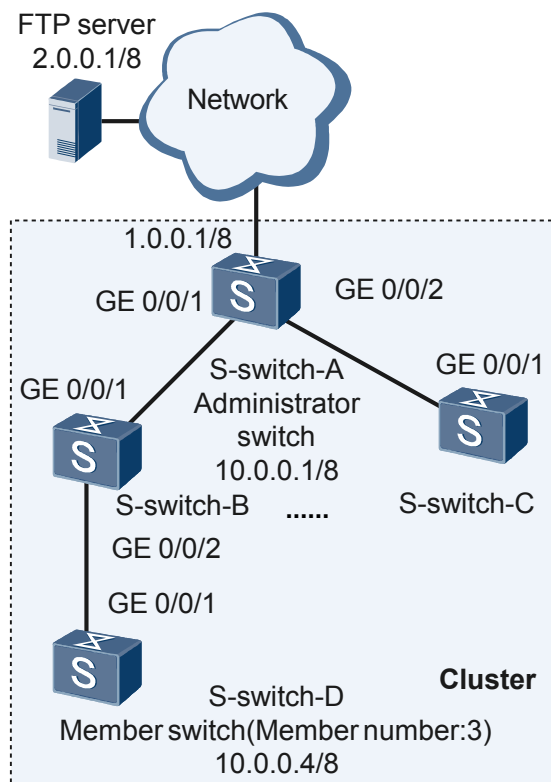 FTP server
2.0.0.1/8
Network
1.0.0.1/8
GE 0/0/1
S
GE 0/0/2
GE 0/0/1
GE 0/0/1
S-switch-A
Administrator
switch
10.0.0.1/8
S
S
S-switch-B
......
S-switch-C
GE 0/0/2
GE 0/0/1
S
Cluster
S-switch-D
Member switch(Member number:3)
10.0.0.4/8